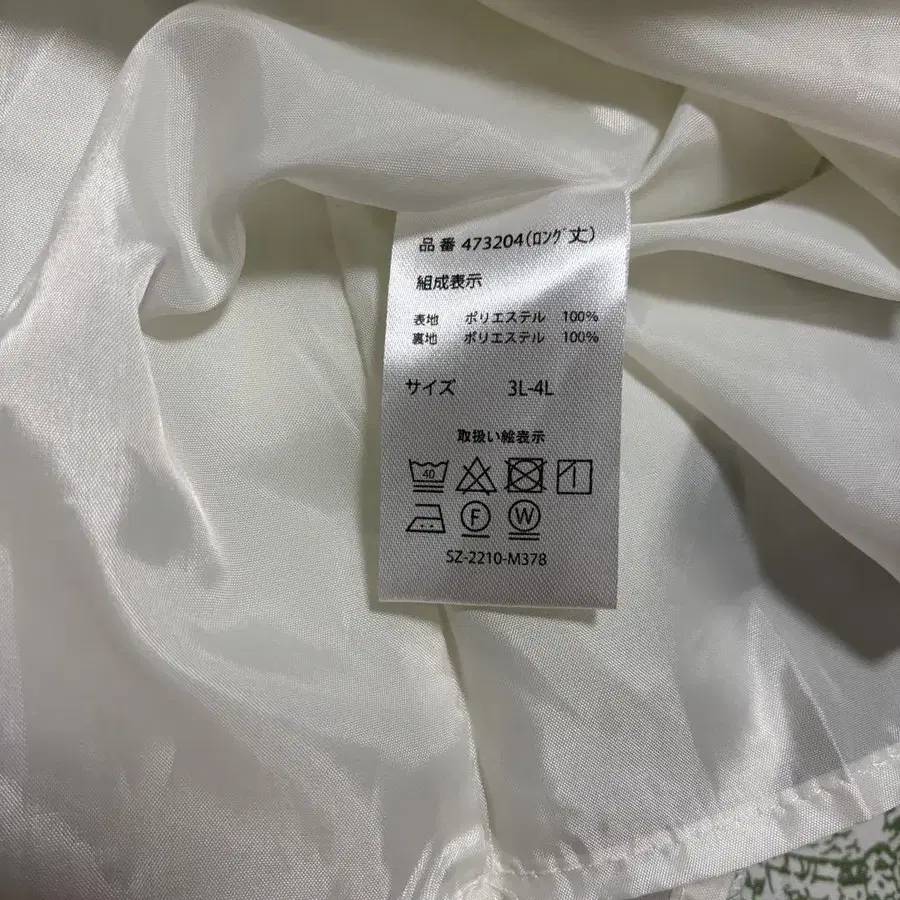 品番 473204(ﾛﾝｸﾞ丈)
組成表示
表地 ポリエステル 100%
裏地 ポリエステル 100%
サイズ 3L-4L
取扱い絵表示
40
F W
SZ-2210-M378